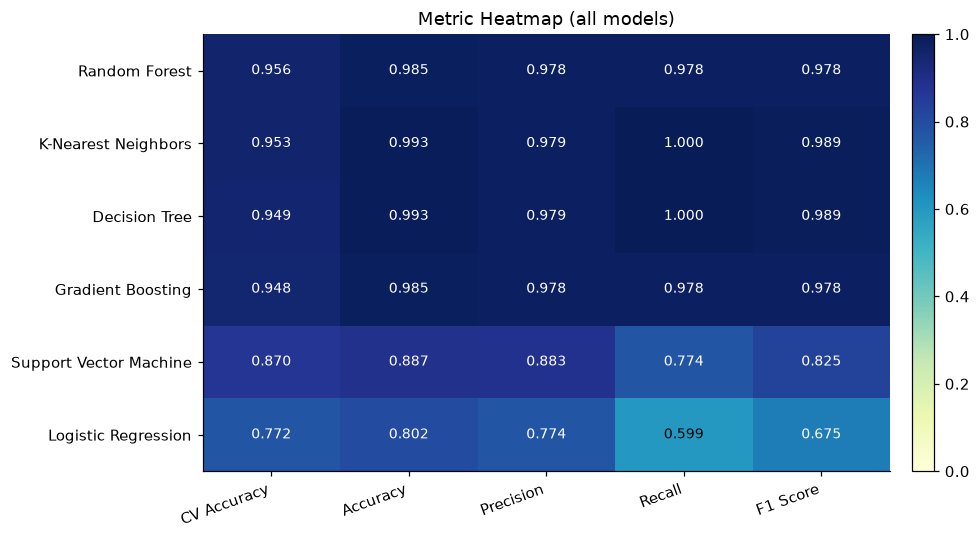 Metric Heatmap (all models)
Random Forest 0.956 0.985 0.978 0.978 0.978
K-Nearest Neighbors 0.953 0.993 0.979 1.000 0.989
Decision Tree 0.949 0.993 0.979 1.000 0.989
Gradient Boosting 0.948 0.985 0.978 0.978 0.978
Support Vector Machine 0.870 0.887 0.883 0.774 0.825
Logistic Regression 0.772 0.802 0.774 0.599 0.675
CV Accuracy Accuracy Precision Recall F1 Score
1.0
0.8
0.6
0.4
0.2
0.0